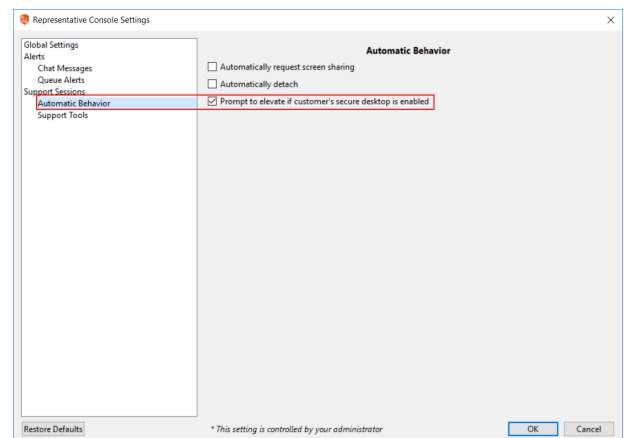 Representative Console Settings
Global Settings
Alerts
Chat Messages
Queue Alerts
Support Sessions
Automatic Behavior
Support Tools
Automatic Behavior
Automatically request screen sharing
Automatically detach
Prompt to elevate if customer's secure desktop is enabled
Restore Defaults
* This setting is controlled by your administrator
OK
Cancel